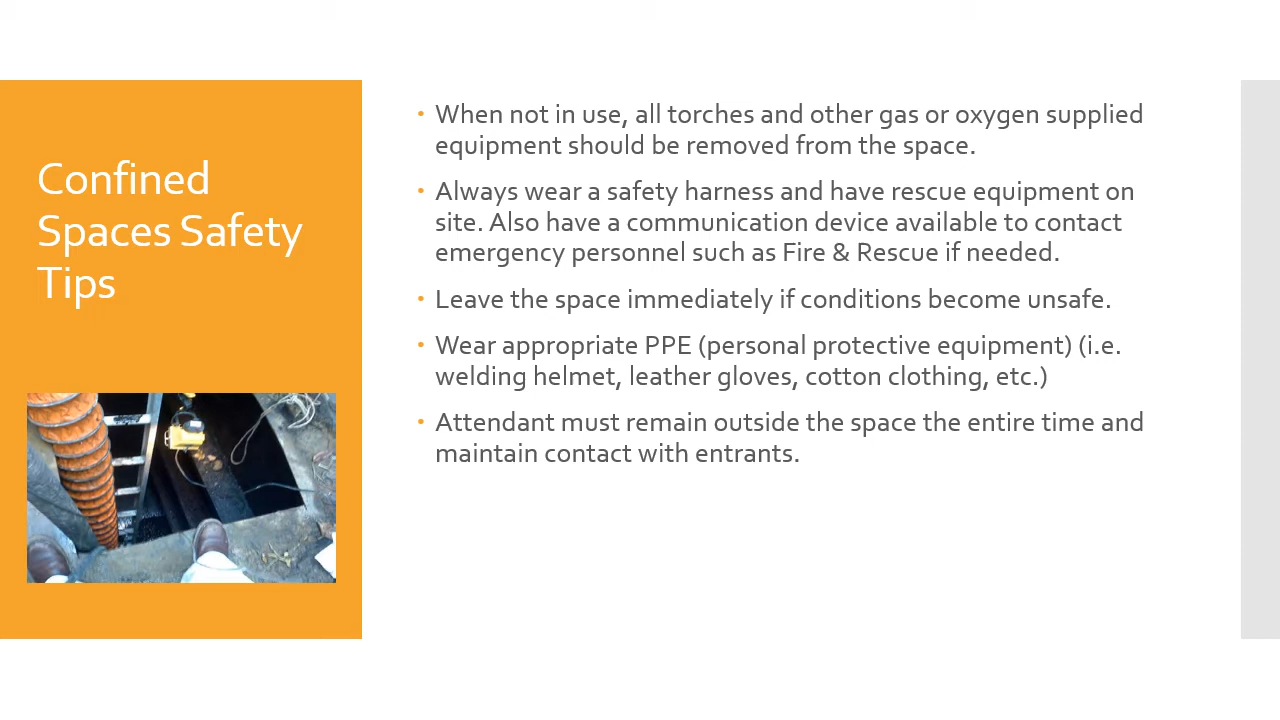 Confined
Spaces Safety
Tips
• When not in use, all torches and other gas or oxygen supplied
equipment should be removed from the space.
• Always wear a safety harness and have rescue equipment on
site. Also have a communication device available to contact
emergency personnel such as Fire & Rescue if needed.
• Leave the space immediately if conditions become unsafe.
• Wear appropriate PPE (personal protective equipment) (i.e.
welding helmet, leather gloves, cotton clothing, etc.)
• Attendant must remain outside the space the entire time and
maintain contact with entrants.